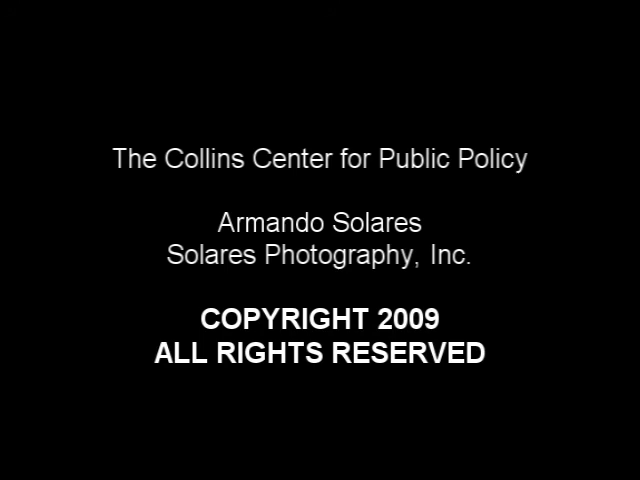 The Collins Center for Public Policy
Armando Solares
Solares Photography, Inc.
COPYRIGHT 2009
ALL RIGHTS RESERVED